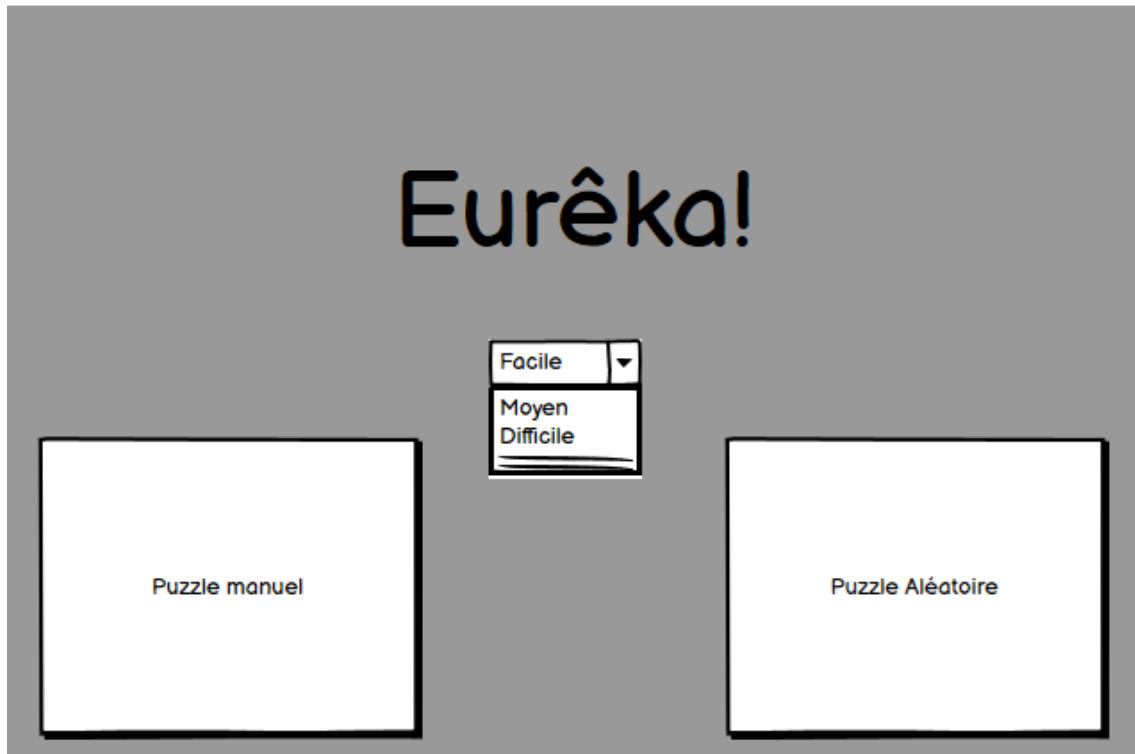 Eurêka!
Facile
Moyen
Difficile
Puzzle manuel
Puzzle Aléatoire